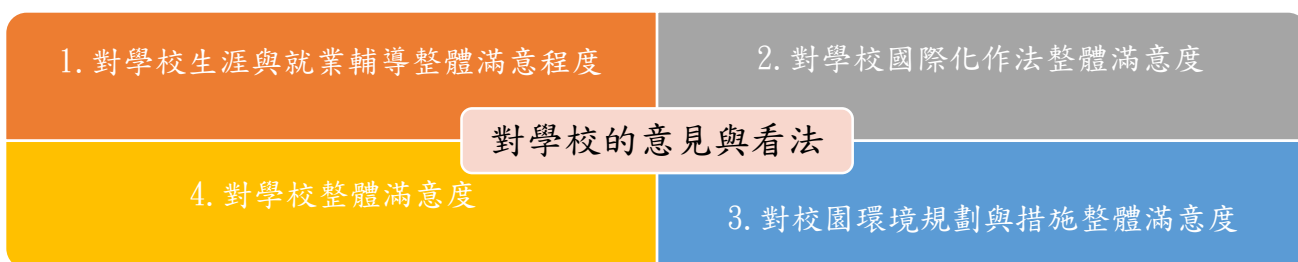 1.對學校生涯與就業輔導整體滿意程度
2.對學校國際化作法整體滿意度
對學校的意見與看法
4.對學校整體滿意度
3.對校園環境規劃與措施整體滿意度